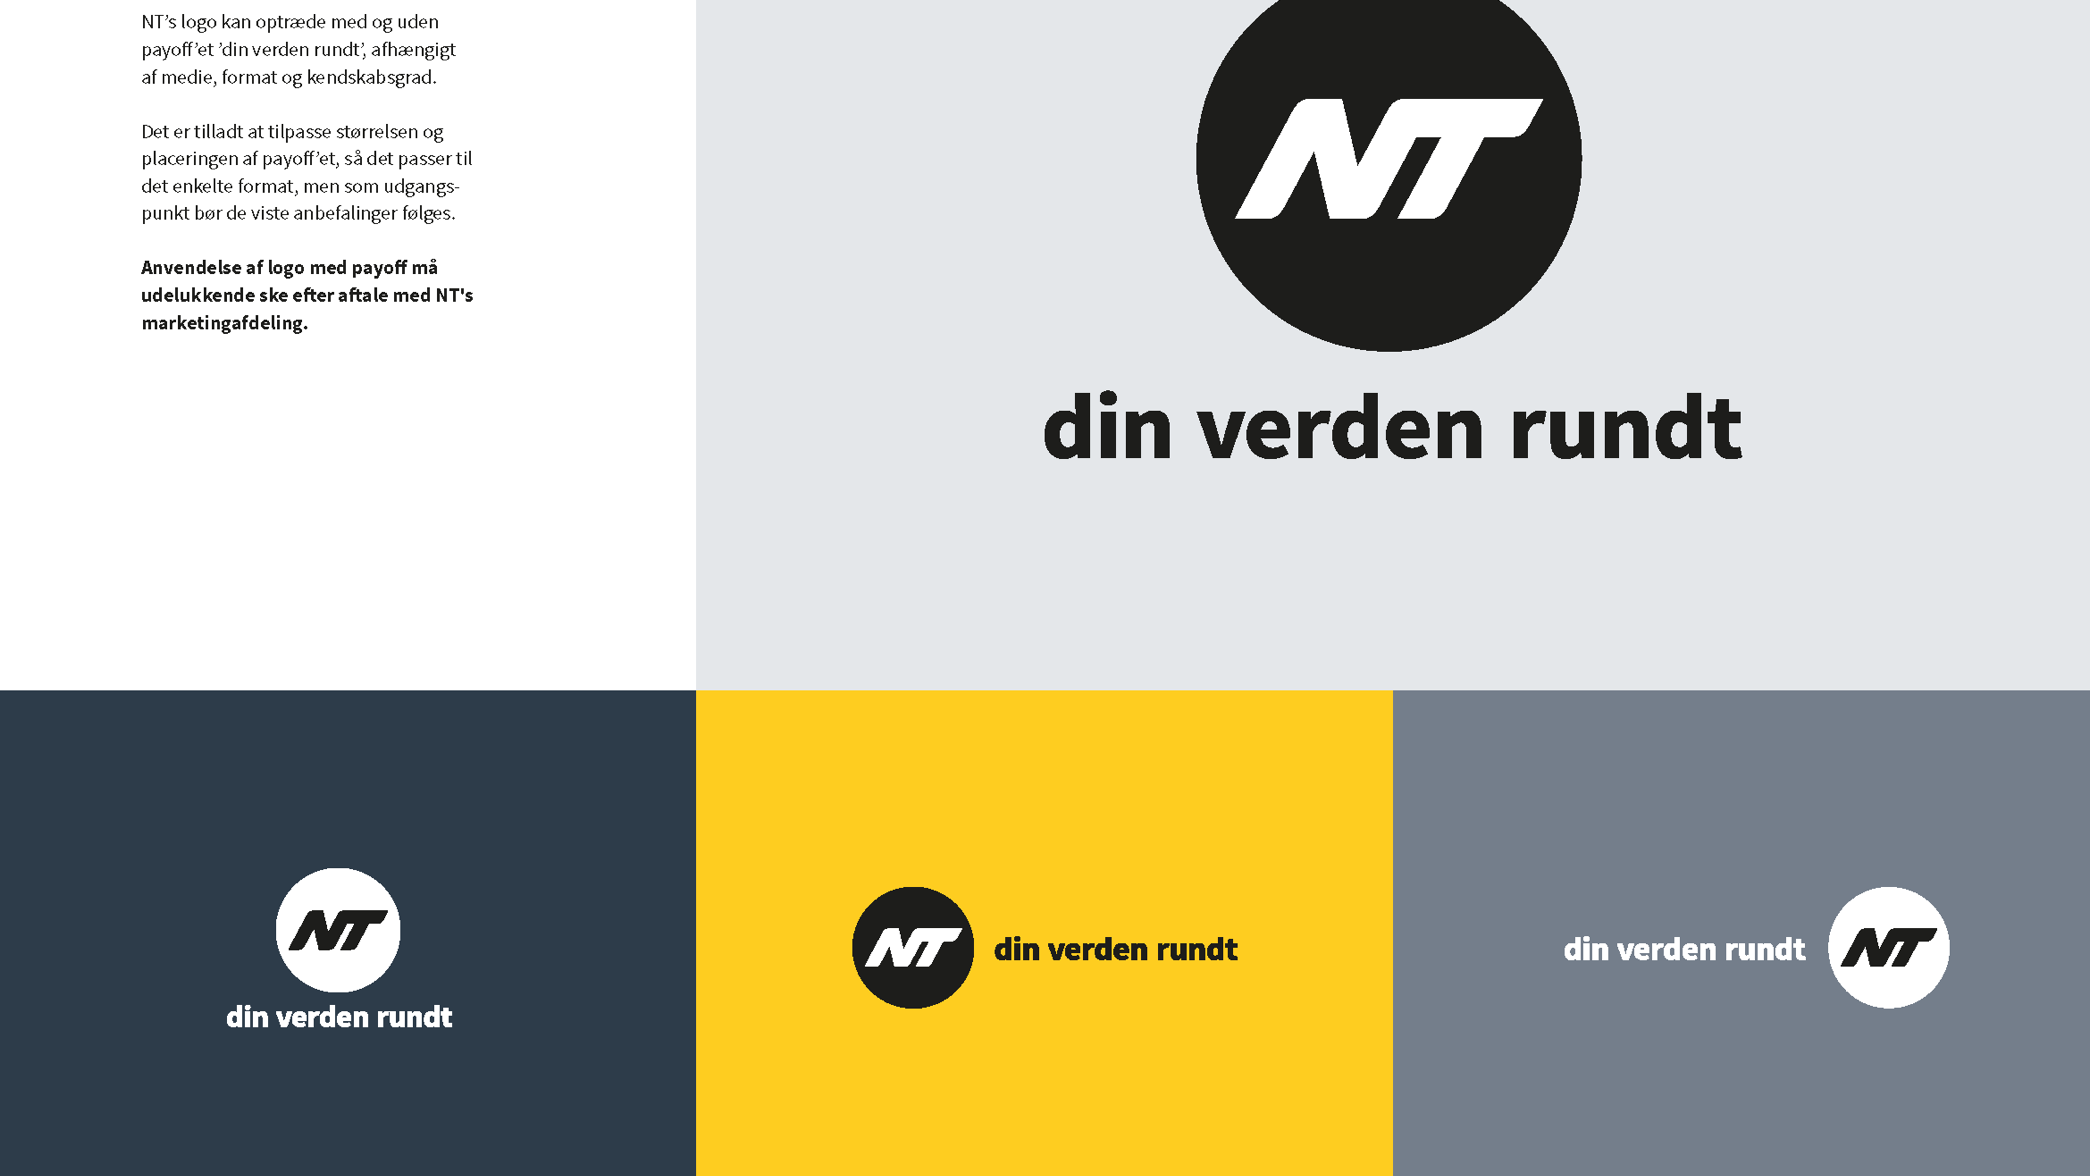 NT’s logo kan optræde med og uden
payoff’et ’din verden rundt’, afhængigt
af medie, format og kendskabsgrad.
Det er tilladt at tilpasse størrelsen og
placeringen af payoff’et, så det passer til
det enkelte format, men som udgangs-
punkt bør de viste anbefalinger følges.
Anvendelse af logo med payoff må
udelukkende ske efter aftale med NT's
marketingafdeling.
NT
din verden rundt
NT
din verden rundt
NT din verden rundt
din verden rundt NT